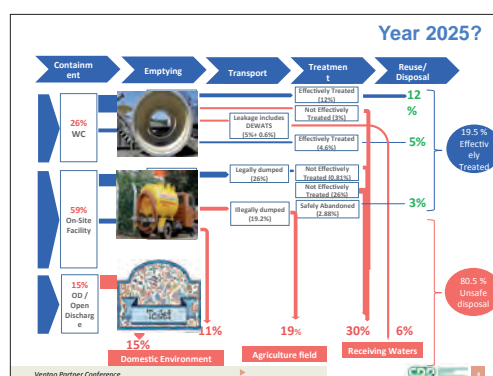 Year 2025?
Containm
ent
Emptying
Transport
Treatmen
t
Reuse/
Disposal
26%
WC
59%
On-Site
Facility
15%
OD /
Open
Discharg
e
Toilet
Leakage includes
DEWATS
(5%+ 0.6%)
Legally dumped
(26%)
Illegally dumped
(19.2%)
Effectively Treated
(12%)
Not Effectively
Treated (3%)
Effectively Treated
(4.6%)
Not Effectively
Treated (0.81%)
Not Effectively
Treated (26%)
Safely Abandoned
(2.88%)
12
%
5%
3%
19.5 %
Effectiv
ely
Treated
80.5 %
Unsafe
disposal
15%
11%
19%
30%
6%
Domestic Environment
Agriculture field
Receiving Waters
Partner Conference